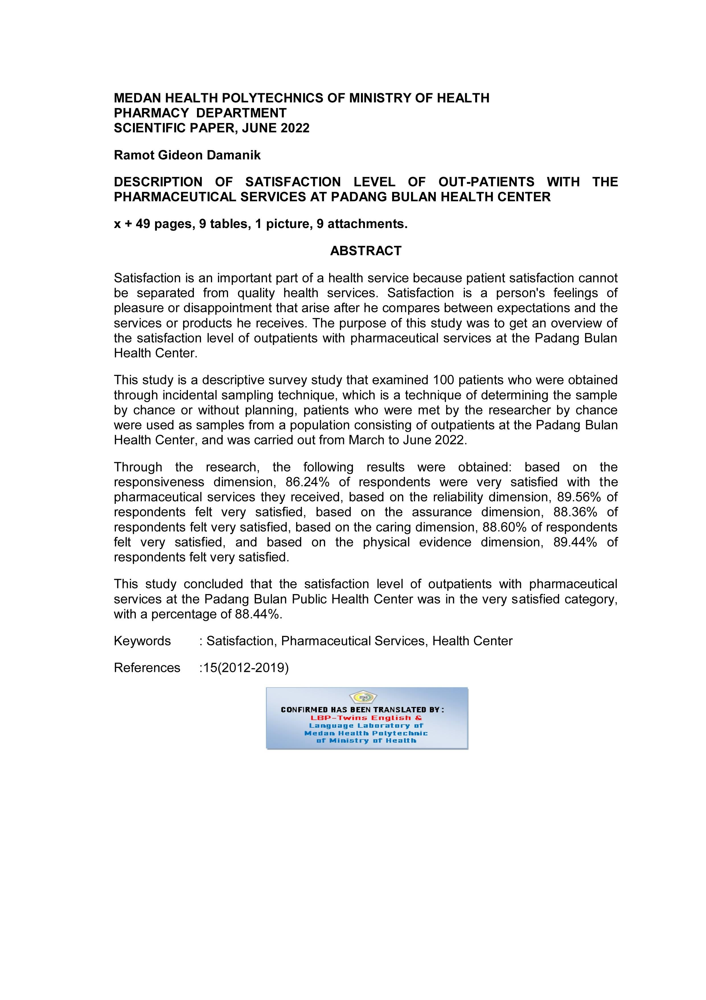 MEDAN HEALTH POLYTECHNICS OF MINISTRY OF HEALTH
PHARMACY DEPARTMENT
SCIENTIFIC PAPER, JUNE 2022
Ramot Gideon Damanik
DESCRIPTION OF SATISFACTION LEVEL OF OUT-PATIENTS WITH THE
PHARMACEUTICAL SERVICES AT PADANG BULAN HEALTH CENTER
x + 49 pages, 9 tables, 1 picture, 9 attachments.
ABSTRACT
Satisfaction is an important part of a health service because patient satisfaction cannot
be separated from quality health services. Satisfaction is a person's feelings of
pleasure or disappointment that arise after he compares between expectations and the
services or products he receives. The purpose of this study was to get an overview of
the satisfaction level of outpatients with pharmaceutical services at the Padang Bulan
Health Center.
This study is a descriptive survey study that examined 100 patients who were obtained
through incidental sampling technique, which is a technique of determining the sample
by chance or without planning, patients who were met by the researcher by chance
were used as samples from a population consisting of outpatients at the Padang Bulan
Health Center, and was carried out from March to June 2022.
Through the research, the following results were obtained: based on the
responsiveness dimension, 86.24% of respondents were very satisfied with the
pharmaceutical services they received, based on the reliability dimension, 89.56% of
respondents felt very satisfied, based on the assurance dimension, 88.36% of
respondents felt very satisfied, based on the caring dimension, 88.60% of respondents
felt very satisfied, and based on the physical evidence dimension, 89.44% of
respondents felt very satisfied.
This study concluded that the satisfaction level of outpatients with pharmaceutical
services at the Padang Bulan Public Health Center was in the very satisfied category,
with a percentage of 88.44%.
Keywords : Satisfaction, Pharmaceutical Services, Health Center
References :15(2012-2019)
CONFIRMED HAS BEEN TRANSLATED BY :
LBP-Twins English &
Language Laboratory of
Medan Health Polytechnic
of Ministry of Health